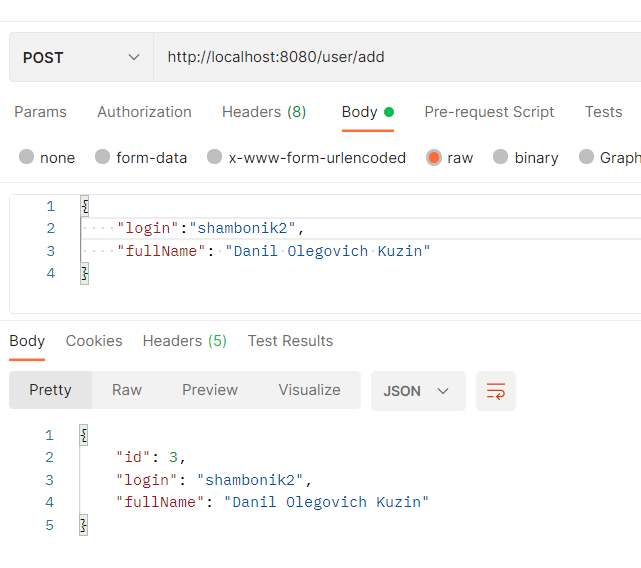 POST http://localhost:8080/user/add
Params Authorization Headers (8) Body Pre-request Script Tests
none form-data x-www-form-urlencoded raw binary Graph
1 {
2 "login":"shambonik2",
3 "fullName": "Danil Olegovich Kuzin"
4 }
Body Cookies Headers (5) Test Results
Pretty Raw Preview Visualize JSON
1 {
2 "id": 3,
3 "login": "shambonik2",
4 "fullName": "Danil Olegovich Kuzin"
5 }